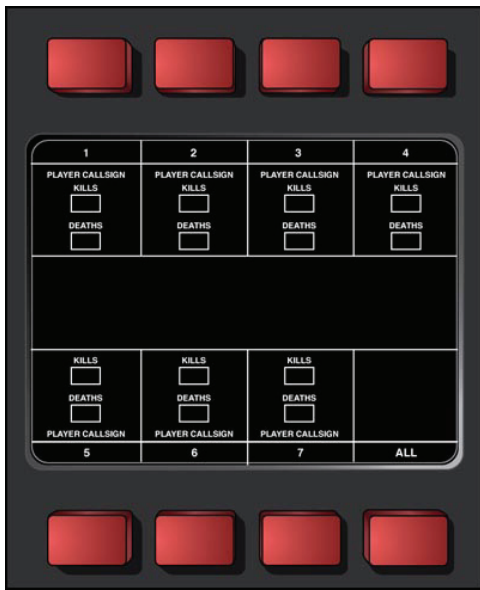 1 2 3 4
PLAYER CALLSIGN PLAYER CALLSIGN PLAYER CALLSIGN PLAYER CALLSIGN
KILLS KILLS KILLS KILLS
DEATHS DEATHS DEATHS DEATHS
KILLS KILLS KILLS
DEATHS DEATHS DEATHS
PLAYER CALLSIGN PLAYER CALLSIGN PLAYER CALLSIGN
5 6 7 ALL